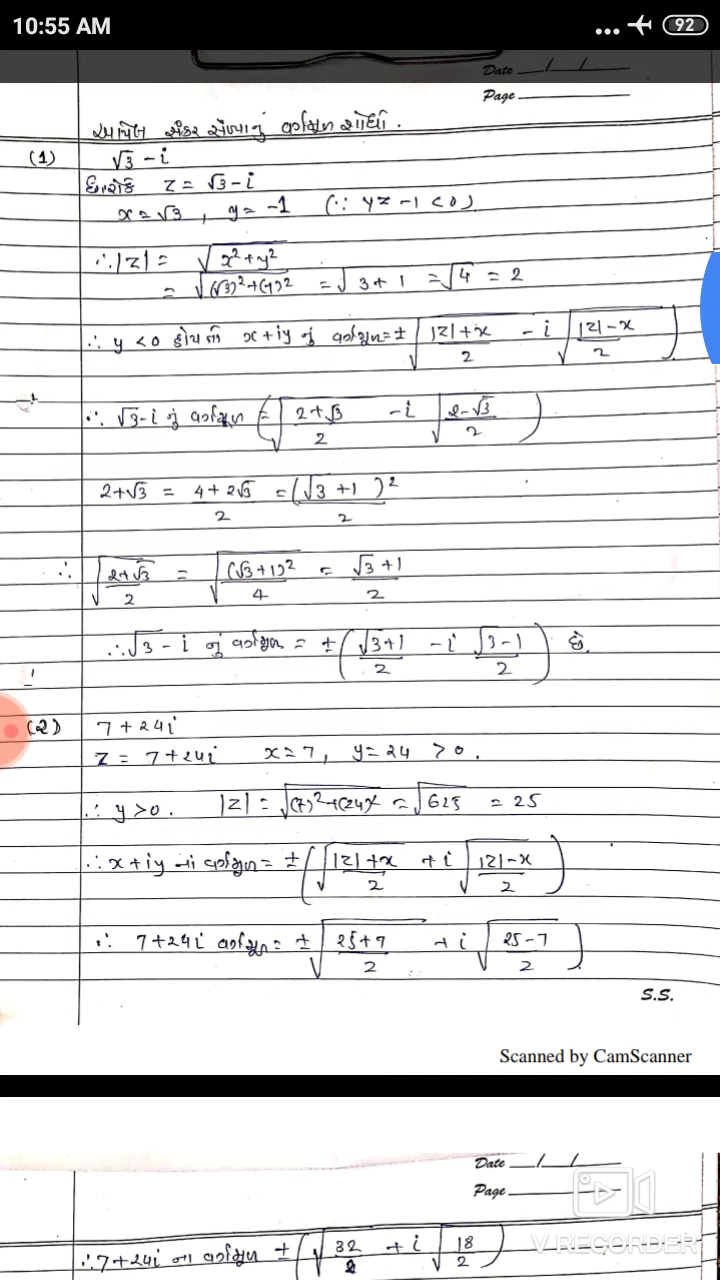 10:55 AM
92
Date / /
Page
આપેલ સંકર સંખ્યાનું વર્ગમૂળ શોધો.
(1) √3 - i
ધારોકે z = √3 - i
x = √3 , y = -1 (∵ y = -1 < 0)
∴ |z| = √(x² + y²)
= √((√3)² + (-1)²) = √(3 + 1) = √4 = 2
∴ y < 0 હોય તો x + iy નું વર્ગમૂળ = ± √((|z| + x)/2) - i √((|z| - x)/2) )
∴ √3 - i નું વર્ગમૂળ = ( √((2 + √3)/2) - i √((2 - √3)/2) )
2 + √3 = (4 + 2√3)/2 = (√3 + 1)²/2
∴ √((2 + √3)/2) = √((√3 + 1)²/4) = (√3 + 1)/2
∴ √3 - i નું વર્ગમૂળ = ± ( (√3 + 1)/2 - i (√3 - 1)/2 ) છે.
(2) 7 + 24i
z = 7 + 24i x = 7, y = 24 > 0.
∴ y > 0. |z| = √((7)² + (24)²) = √625 = 25
∴ x + iy ના વર્ગમૂળ = ± ( √((|z| + x)/2) + i √((|z| - x)/2) )
∴ 7 + 24i વર્ગમૂળ = ± √((25 + 7)/2) + i √((25 - 7)/2) )
S.S.
Scanned by CamScanner
Date / /
Page
∴ 7 + 24i ના વર્ગમૂળ ± ( √(32/2) + i √(18/2) )
V RECORDER